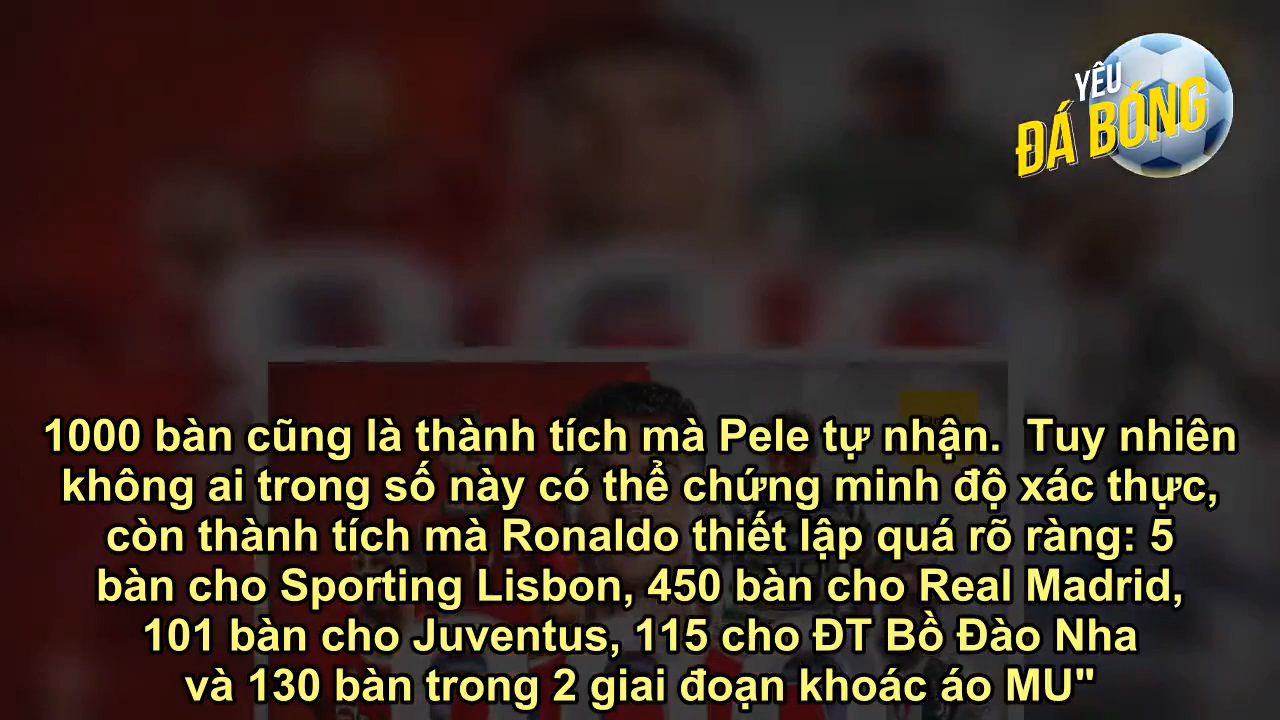 YÊU
ĐÁ BÓNG
1000 bàn cũng là thành tích mà Pele tự nhận.  Tuy nhiên
không ai trong số này có thể chứng minh độ xác thực,
còn thành tích mà Ronaldo thiết lập quá rõ ràng: 5
bàn cho Sporting Lisbon, 450 bàn cho Real Madrid,
101 bàn cho Juventus, 115 cho ĐT Bồ Đào Nha
và 130 bàn trong 2 giai đoạn khoác áo MU"